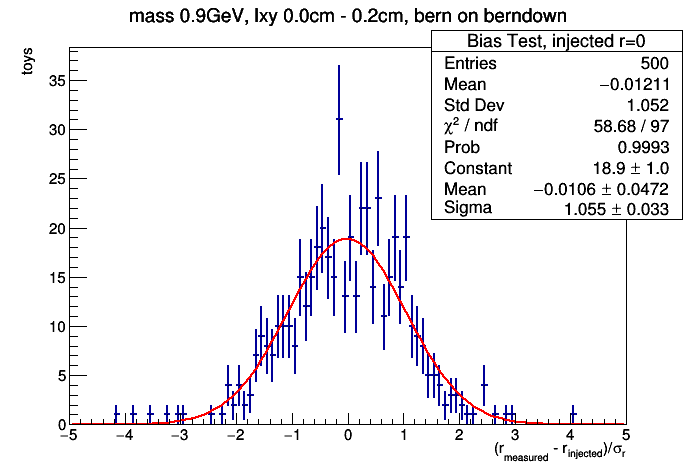 mass 0.9GeV, lxy 0.0cm - 0.2cm, bern on berndown
toys
Bias Test, injected r=0
Entries 500
Mean −0.01211
Std Dev 1.052
χ² / ndf 58.68 / 97
Prob 0.9993
Constant 18.9 ± 1.0
Mean −0.0106 ± 0.0472
Sigma 1.055 ± 0.033
35
30
25
20
15
10
5
0
−5 −4 −3 −2 −1 0 1 2 3 4 5
(r_measured - r_injected)/σ_r